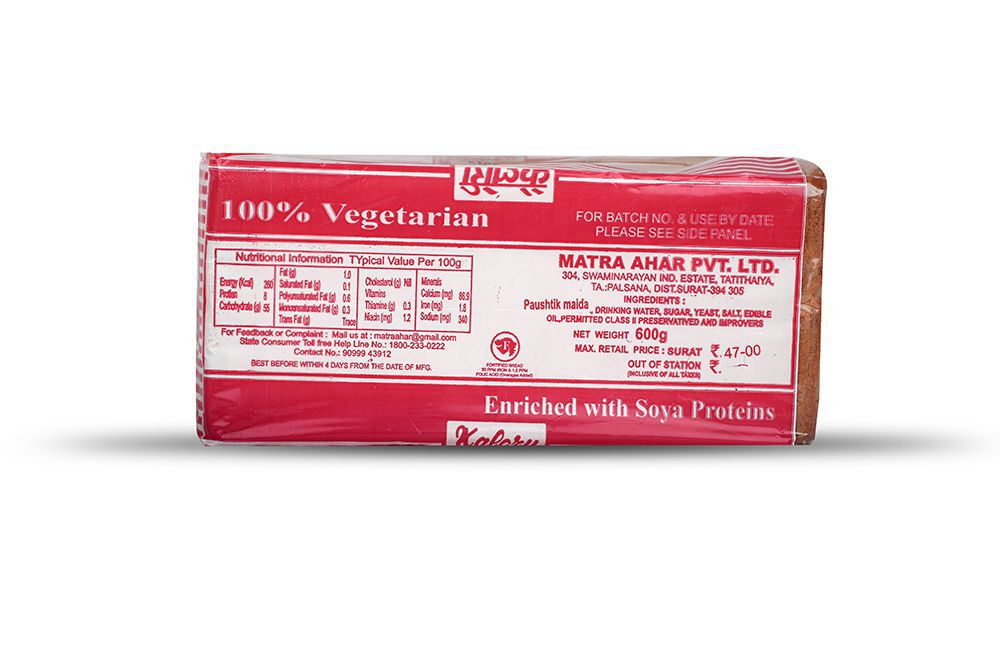 कॅलोरी
100% Vegetarian
FOR BATCH NO. & USE BY DATE
PLEASE SEE SIDE PANEL
Nutritional Information TYpical Value Per 100g
Energy (Kcal) 260
Protien 8
Carbohydrate (g) 55
Fat (g) 1.0
Saturated Fat (g) 0.1
Polyunsaturated Fat (g) 0.6
Monoensaturated Fat (g) 0.3
Trans Fat (g) Trace
Cholesterol (g) Nill
Vitamins
Thiamine (g) 0.3
Niacin (mg) 1.2
Minerals
Calcium (mg) 86.9
Iron (mg) 1.8
Sodium (mg) 340
For Feadback or Complaint : Mail us at : matraahar@gmail.com
State Consumer Toll free Help Line No.: 1800-233-0222
Contact No.: 90999 43912
BEST BEFORE WITHIN 4 DAYS FROM THE DATE OF MFG.
MATRA AHAR PVT. LTD.
304, SWAMINARAYAN IND. ESTATE, TATITHAIYA,
TA.:PALSANA, DIST.SURAT-394 305
INGREDIENTS :
Paushtik maida , DRINKING WATER, SUGAR, YEAST, SALT, EDIBLE
OIL,PERMITTED CLASS II PRESERVATIVED AND IMPROVERS
NET WEIGHT 600g
MAX. RETAIL PRICE : SURAT ₹.47-00
OUT OF STATION ₹.
(INCLUSIVE OF ALL TAXES)
FORTIFIED BREAD
Enriched with Soya Proteins
Kalory